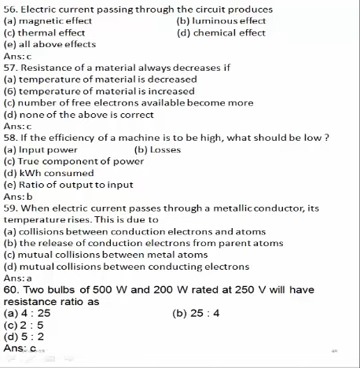 56. Electric current passing through the circuit produces
(a) magnetic effect (b) luminous effect
(c) thermal effect (d) chemical effect
(e) all above effects
Ans: c
57. Resistance of a material always decreases if
(a) temperature of material is decreased
(6) temperature of material is increased
(c) number of free electrons available become more
(d) none of the above is correct
Ans: c
58. If the efficiency of a machine is to be high, what should be low ?
(a) Input power (b) Losses
(c) True component of power
(d) kWh consumed
(e) Ratio of output to input
Ans: b
59. When electric current passes through a metallic conductor, its
temperature rises. This is due to
(a) collisions between conduction electrons and atoms
(b) the release of conduction electrons from parent atoms
(c) mutual collisions between metal atoms
(d) mutual collisions between conducting electrons
Ans: a
60. Two bulbs of 500 W and 200 W rated at 250 V will have
resistance ratio as
(a) 4 : 25 (b) 25 : 4
(c) 2 : 5
(d) 5 : 2
Ans: c